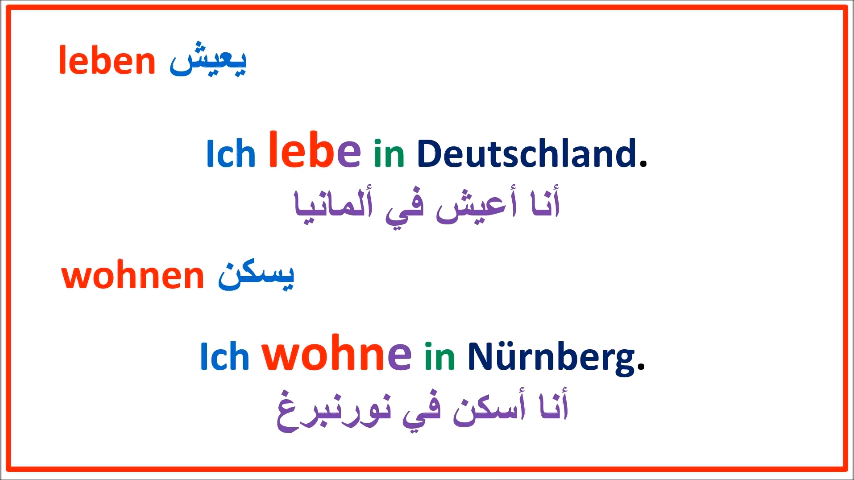 leben يعيش
Ich lebe in Deutschland.
أنا أعيش في ألمانيا
wohnen يسكن
Ich wohne in Nürnberg.
أنا أسكن في نورنبرغ